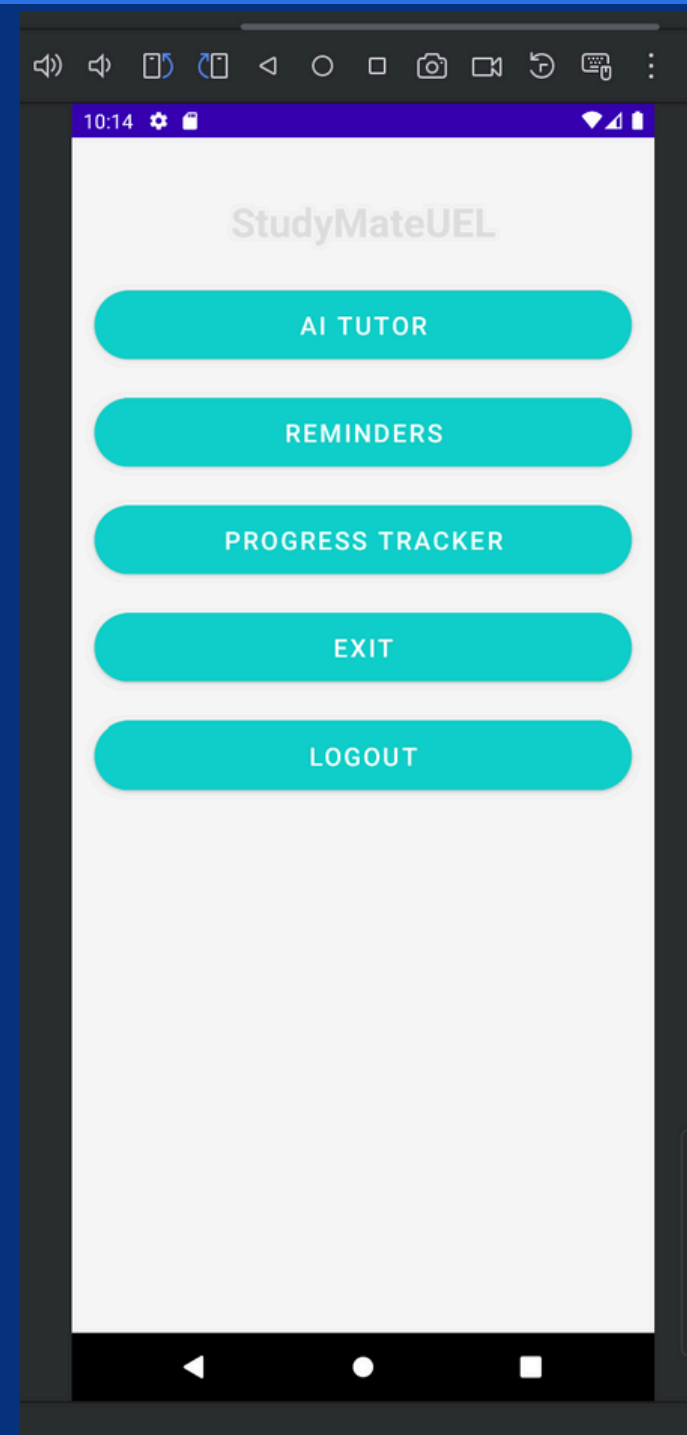 10:14
StudyMateUEL
AI TUTOR
REMINDERS
PROGRESS TRACKER
EXIT
LOGOUT